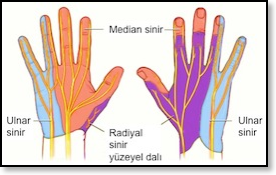 Median sinir
Ulnar
sinir
Radiyal
sinir
yüzeyel dalı
Ulnar
sinir